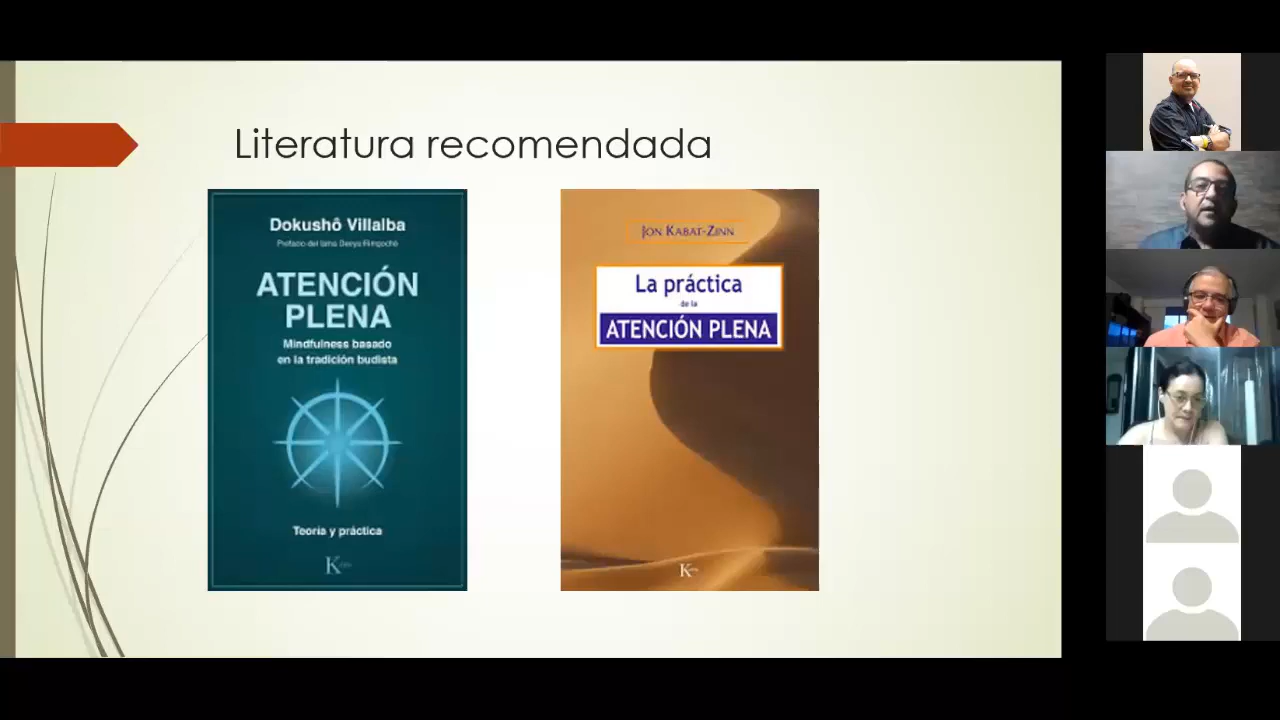 Literatura recomendada
Dokushô Villalba
Prefacio del lama Denys Rimpoché
ATENCIÓN
PLENA
Mindfulness basado
en la tradición budista
Teoría y práctica
K
JON KABAT-ZINN
La práctica
de la
ATENCIÓN PLENA
K